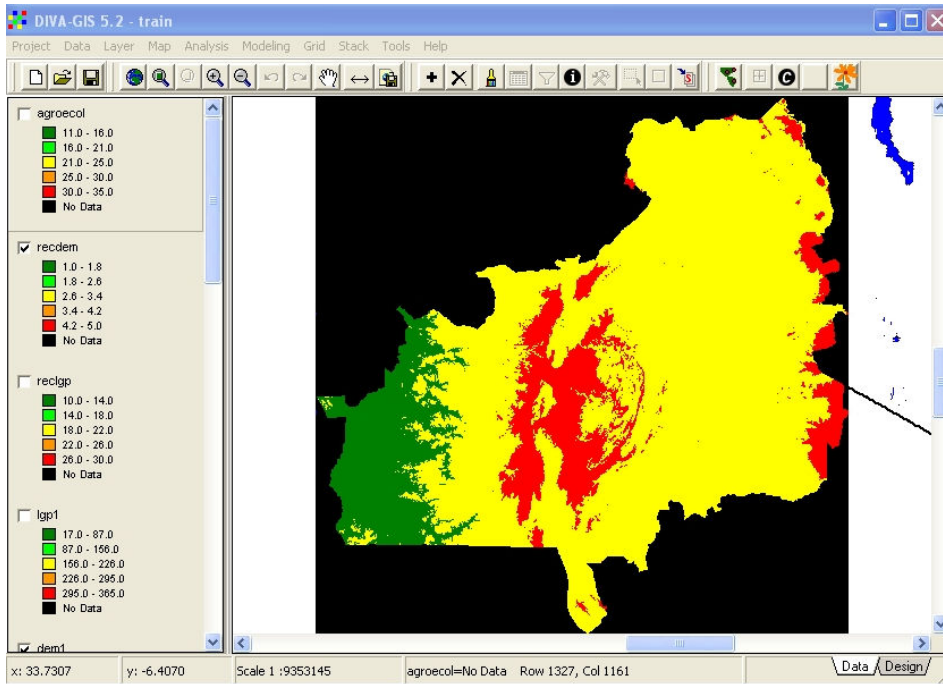 DIVA-GIS 5.2 - train
Project Data Layer Map Analysis Modeling Grid Stack Tools Help
agroecol
11.0 - 16.0
16.0 - 21.0
21.0 - 25.0
25.0 - 30.0
30.0 - 35.0
No Data
recdem
1.0 - 1.8
1.8 - 2.6
2.6 - 3.4
3.4 - 4.2
4.2 - 5.0
No Data
reclgp
10.0 - 14.0
14.0 - 18.0
18.0 - 22.0
22.0 - 26.0
26.0 - 30.0
No Data
lgp1
17.0 - 87.0
87.0 - 156.0
156.0 - 226.0
226.0 - 295.0
295.0 - 365.0
No Data
dem1
x: 33.7307 y: -6.4070 Scale 1 :9353145 agroecol=No Data Row 1327, Col 1161 Data Design